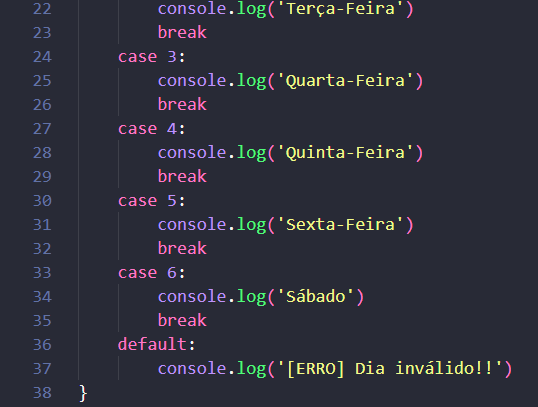 22 console.log('Terça-Feira')
23 break
24 case 3:
25 console.log('Quarta-Feira')
26 break
27 case 4:
28 console.log('Quinta-Feira')
29 break
30 case 5:
31 console.log('Sexta-Feira')
32 break
33 case 6:
34 console.log('Sábado')
35 break
36 default:
37 console.log('[ERRO] Dia inválido!!')
38 }